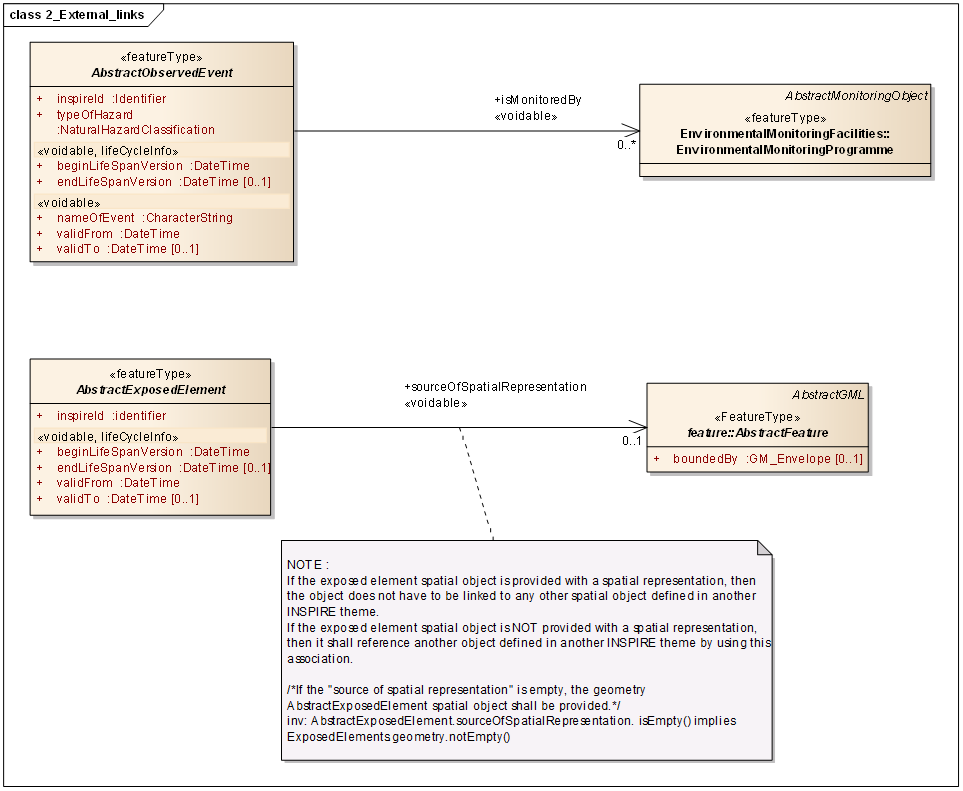 class 2_External_links
«featureType»
AbstractObservedEvent
+ inspireId :Identifier
+ typeOfHazard
:NaturalHazardClassification
«voidable, lifeCycleInfo»
+ beginLifeSpanVersion :DateTime
+ endLifeSpanVersion :DateTime [0..1]
«voidable»
+ nameOfEvent :CharacterString
+ validFrom :DateTime
+ validTo :DateTime [0..1]
+isMonitoredBy
«voidable»
0..*
AbstractMonitoringObject
«featureType»
EnvironmentalMonitoringFacilities::
EnvironmentalMonitoringProgramme
«featureType»
AbstractExposedElement
+ inspireId :identifier
«voidable, lifeCycleInfo»
+ beginLifeSpanVersion :DateTime
+ endLifeSpanVersion :DateTime [0..1]
+ validFrom :DateTime
+ validTo :DateTime [0..1]
+sourceOfSpatialRepresentation
«voidable»
0..1
AbstractGML
«FeatureType»
feature::AbstractFeature
+ boundedBy :GM_Envelope [0..1]
NOTE :
If the exposed element spatial object is provided with a spatial representation, then
the object does not have to be linked to any other spatial object defined in another
INSPIRE theme.
If the exposed element spatial object is NOT provided with a spatial representation,
then it shall reference another object defined in another INSPIRE theme by using this
association.
/*If the "source of spatial representation" is empty, the geometry
AbstractExposedElement spatial object shall be provided.*/
inv: AbstractExposedElement.sourceOfSpatialRepresentation. isEmpty() implies
ExposedElements.geometry.notEmpty()